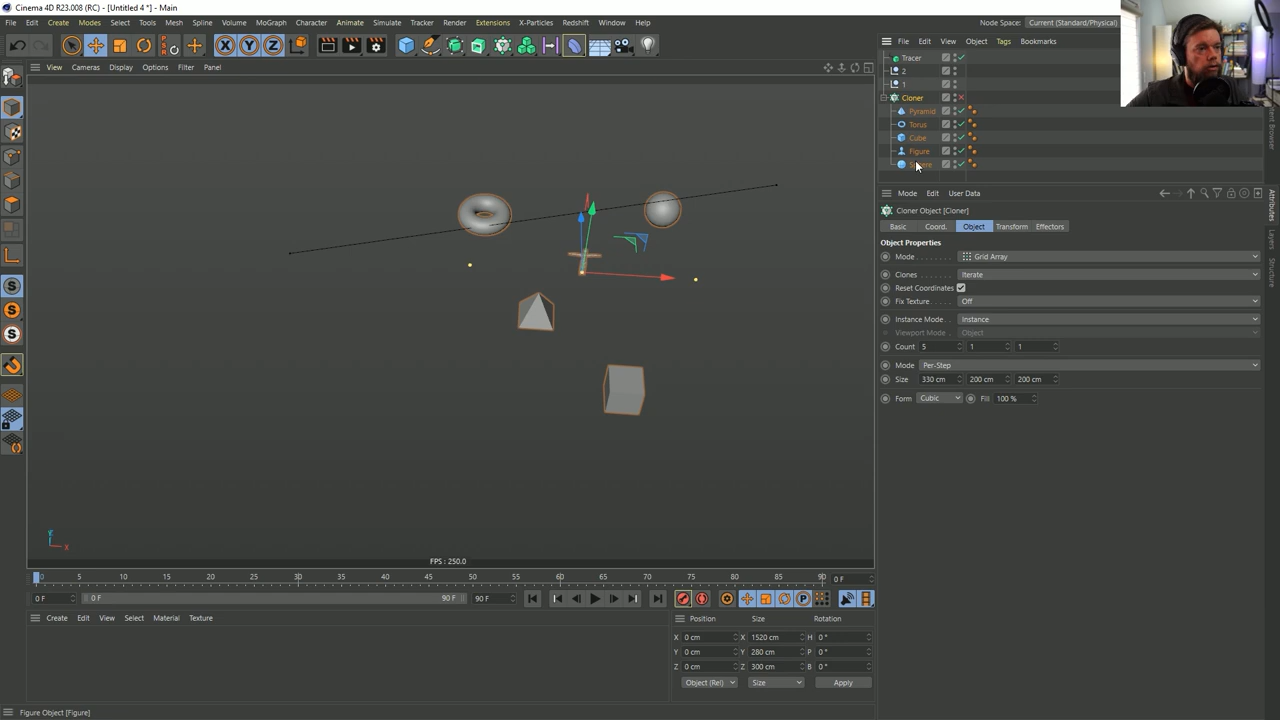 Cinema 4D R23.008 (RC) - [Untitled 4 *] - Main
File Edit Create Modes Select Tools Mesh Spline Volume MoGraph Character Animate Simulate Tracker Render Extensions X-Particles Redshift Window Help Node Space: Current (Standard/Physical)
X Y Z
View Cameras Display Options Filter Panel
File Edit View Object Tags Bookmarks
Tracer
2
1
Cloner
Pyramid
Torus
Cube
Figure
Sphere
Content Browser
Mode Edit User Data
Attributes
Layers
Structure
Cloner Object [Cloner]
Basic Coord. Object Transform Effectors
Object Properties
Mode Grid Array
Clones Iterate
Reset Coordinates
Fix Texture Off
Instance Mode Instance
Viewport Mode Object
Count 5 1 1
Mode Per-Step
Size 330 cm 200 cm 200 cm
Form Cubic Fill 100 %
Y
X
FPS : 250.0
0 5 10 15 20 25 30 35 40 45 50 55 60 65 70 75 80 85 90 0 F
0 F 0 F 90 F 90 F
P
Create Edit View Select Material Texture
Position Size Rotation
X 0 cm X 1520 cm H 0 °
Y 0 cm Y 280 cm P 0 °
Z 0 cm Z 300 cm B 0 °
Object (Rel) Size Apply
Figure Object [Figure]